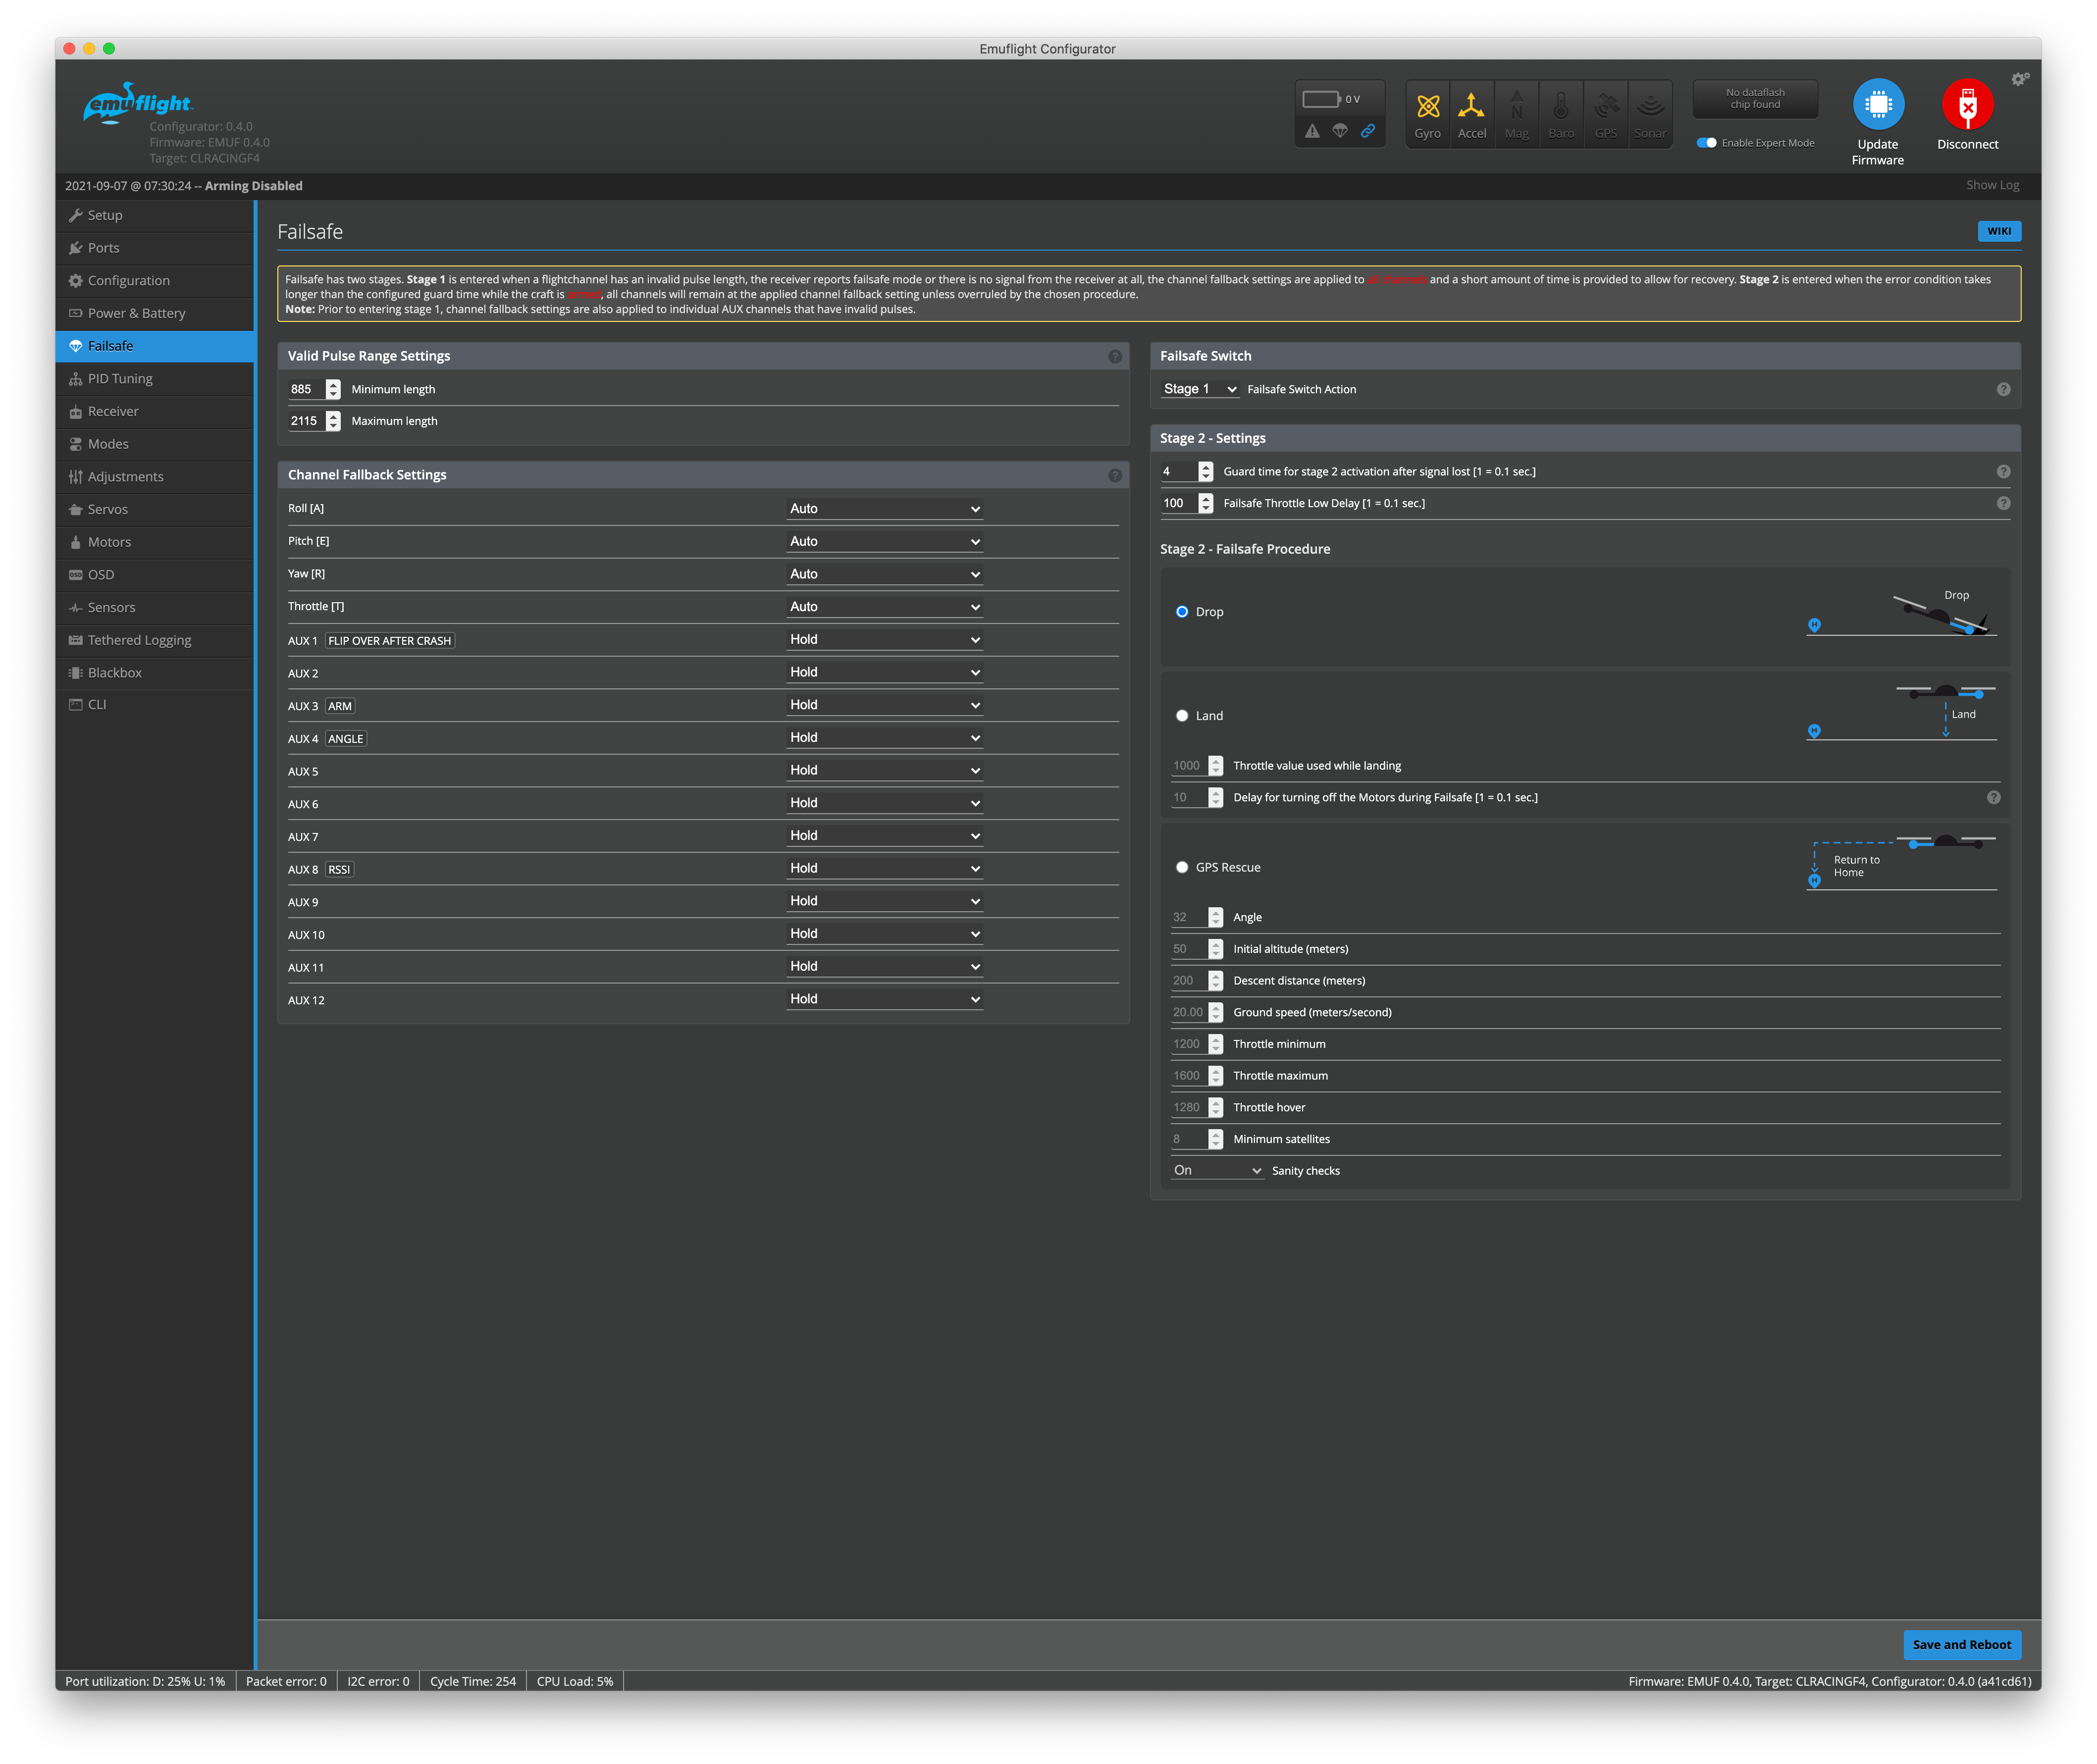 Emuflight Configurator
emuflight
Configurator: 0.4.0
Firmware: EMUF 0.4.0
Target: CLRACINGF4
0 V
Gyro
Accel
Mag
Baro
GPS
Sonar
No dataflash
chip found
Enable Expert Mode
Update
Firmware
Disconnect
2021-09-07 @ 07:30:24 -- Arming Disabled
Show Log
Setup
Ports
Configuration
Power & Battery
Failsafe
PID Tuning
Receiver
Modes
Adjustments
Servos
Motors
OSD
Sensors
Tethered Logging
Blackbox
CLI
Failsafe
WIKI
Failsafe has two stages. Stage 1 is entered when a flightchannel has an invalid pulse length, the receiver reports failsafe mode or there is no signal from the receiver at all, the channel fallback settings are applied to all channels and a short amount of time is provided to allow for recovery. Stage 2 is entered when the error condition takes
longer than the configured guard time while the craft is armed, all channels will remain at the applied channel fallback setting unless overruled by the chosen procedure.
Note: Prior to entering stage 1, channel fallback settings are also applied to individual AUX channels that have invalid pulses.
Valid Pulse Range Settings
885 Minimum length
2115 Maximum length
Channel Fallback Settings
Roll [A] Auto
Pitch [E] Auto
Yaw [R] Auto
Throttle [T] Auto
AUX 1 FLIP OVER AFTER CRASH Hold
AUX 2 Hold
AUX 3 ARM Hold
AUX 4 ANGLE Hold
AUX 5 Hold
AUX 6 Hold
AUX 7 Hold
AUX 8 RSSI Hold
AUX 9 Hold
AUX 10 Hold
AUX 11 Hold
AUX 12 Hold
Failsafe Switch
Stage 1 Failsafe Switch Action
Stage 2 - Settings
4 Guard time for stage 2 activation after signal lost [1 = 0.1 sec.]
100 Failsafe Throttle Low Delay [1 = 0.1 sec.]
Stage 2 - Failsafe Procedure
Drop
Drop
H
Land
Land
H
1000 Throttle value used while landing
10 Delay for turning off the Motors during Failsafe [1 = 0.1 sec.]
GPS Rescue
Return to
Home
H
32 Angle
50 Initial altitude (meters)
200 Descent distance (meters)
20.00 Ground speed (meters/second)
1200 Throttle minimum
1600 Throttle maximum
1280 Throttle hover
8 Minimum satellites
On Sanity checks
Save and Reboot
Port utilization: D: 25% U: 1%
Packet error: 0
I2C error: 0
Cycle Time: 254
CPU Load: 5%
Firmware: EMUF 0.4.0, Target: CLRACINGF4, Configurator: 0.4.0 (a41cd61)